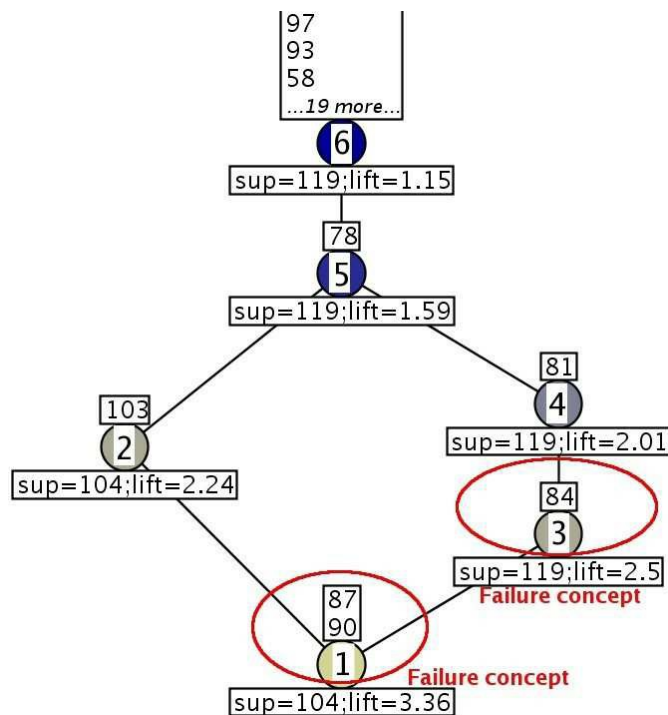 97
93
58
...19 more...
6
sup=119;lift=1.15
78
5
sup=119;lift=1.59
81
4
sup=119;lift=2.01
103
2
sup=104;lift=2.24
84
3
sup=119;lift=2.5
Failure concept
87
90
1
Failure concept
sup=104;lift=3.36